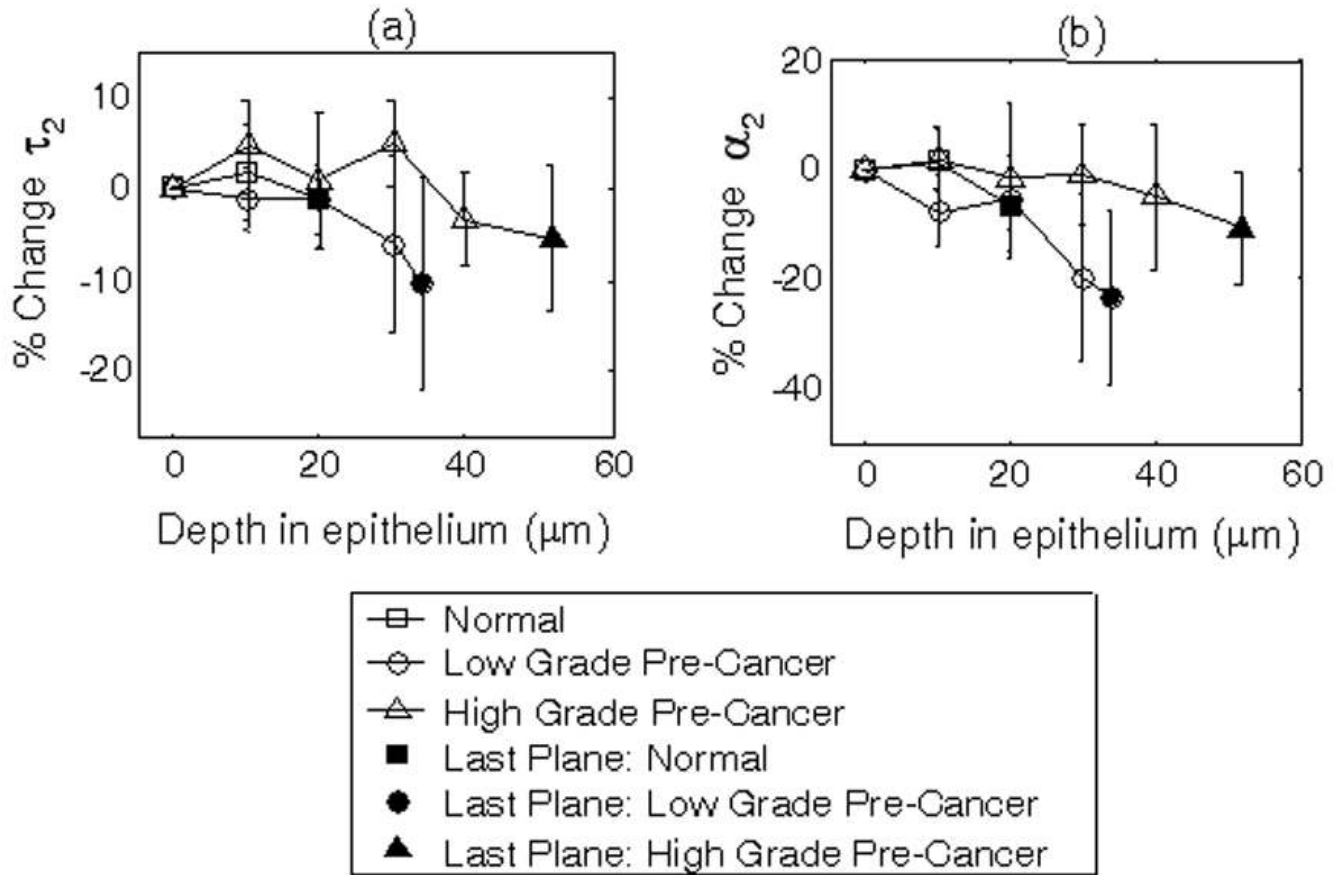 (a)
10
0
-10
-20
% Change τ2
0 20 40 60
Depth in epithelium (μm)
(b)
20
0
-20
-40
% Change α2
0 20 40 60
Depth in epithelium (μm)
Normal
Low Grade Pre-Cancer
High Grade Pre-Cancer
Last Plane: Normal
Last Plane: Low Grade Pre-Cancer
Last Plane: High Grade Pre-Cancer